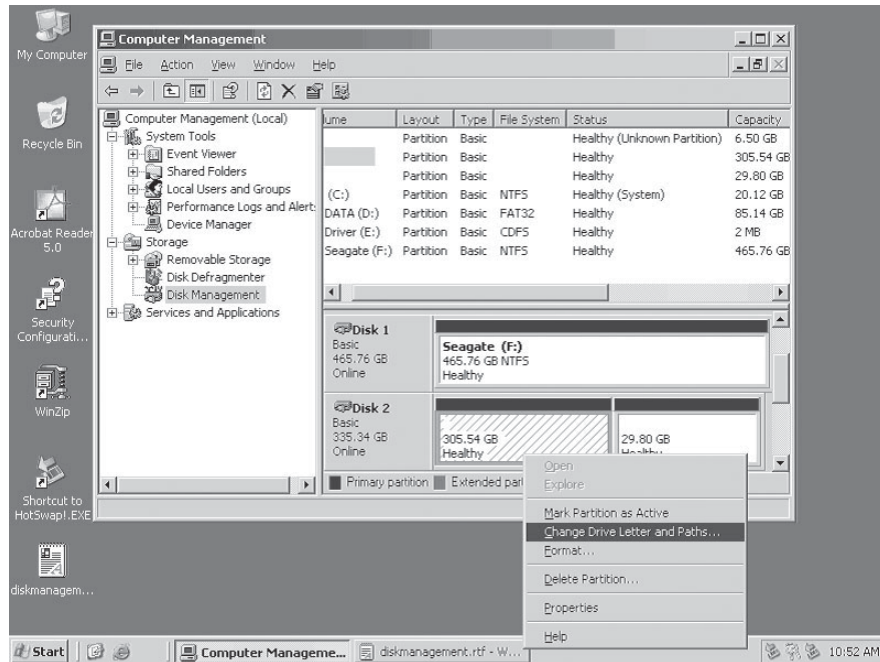 My Computer
Recycle Bin
Acrobat Reader
5.0
Security
Configurati...
WinZip
Shortcut to
HotSwap!.EXE
diskmanagem...
Computer Management
File Action View Window Help
Computer Management (Local)
System Tools
Event Viewer
Shared Folders
Local Users and Groups
Performance Logs and Alert
Device Manager
Storage
Removable Storage
Disk Defragmenter
Disk Management
Services and Applications
lume Layout Type File System Status Capacity
Partition Basic Healthy (Unknown Partition) 6.50 GB
Partition Basic Healthy 305.54 GB
Partition Basic Healthy 29.80 GB
(C:) Partition Basic NTFS Healthy (System) 20.12 GB
DATA (D:) Partition Basic FAT32 Healthy 85.14 GB
Driver (E:) Partition Basic CDFS Healthy 2 MB
Seagate (F:) Partition Basic NTFS Healthy 465.76 GB
Disk 1
Basic
465.76 GB
Online
Seagate (F:)
465.76 GB NTFS
Healthy
Disk 2
Basic
335.34 GB
Online
305.54 GB
Healthy
29.80 GB
Healthy
Primary partition Extended part
Open
Explore
Mark Partition as Active
Change Drive Letter and Paths...
Format...
Delete Partition...
Properties
Help
Start Computer Manageme... diskmanagement.rtf - W... 10:52 AM